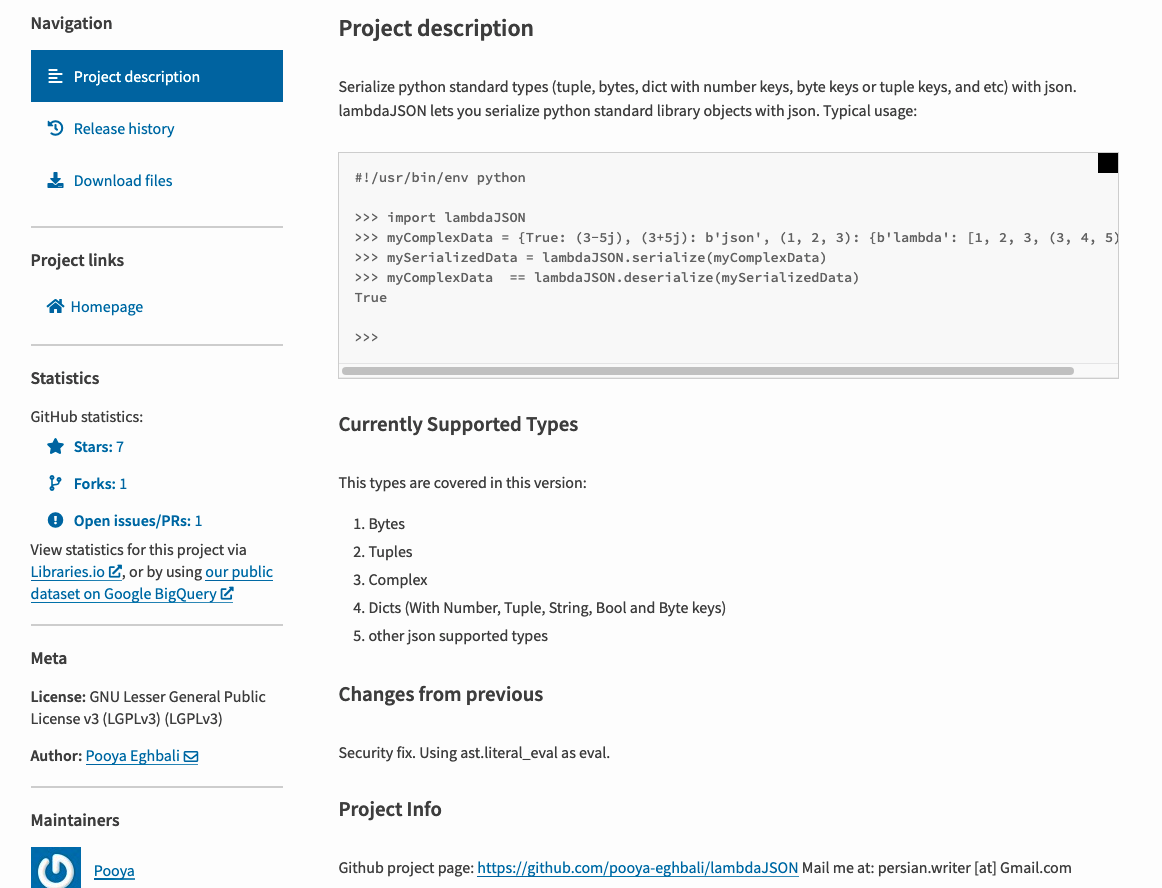 Navigation
Project description
Release history
Download files
Project links
Homepage
Statistics
GitHub statistics:
Stars: 7
Forks: 1
Open issues/PRs: 1
View statistics for this project via
Libraries.io, or by using our public
dataset on Google BigQuery
Meta
License: GNU Lesser General Public
License v3 (LGPLv3) (LGPLv3)
Author: Pooya Eghbali
Maintainers
Pooya
Project description
Serialize python standard types (tuple, bytes, dict with number keys, byte keys or tuple keys, and etc) with json.
lambdaJSON lets you serialize python standard library objects with json. Typical usage:
#!/usr/bin/env python
>>> import lambdaJSON
>>> myComplexData = {True: (3-5j), (3+5j): b'json', (1, 2, 3): {b'lambda': [1, 2, 3, (3, 4, 5)
>>> mySerializedData = lambdaJSON.serialize(myComplexData)
>>> myComplexData  == lambdaJSON.deserialize(mySerializedData)
True
>>>
Currently Supported Types
This types are covered in this version:
1. Bytes
2. Tuples
3. Complex
4. Dicts (With Number, Tuple, String, Bool and Byte keys)
5. other json supported types
Changes from previous
Security fix. Using ast.literal_eval as eval.
Project Info
Github project page: https://github.com/pooya-eghbali/lambdaJSON Mail me at: persian.writer [at] Gmail.com